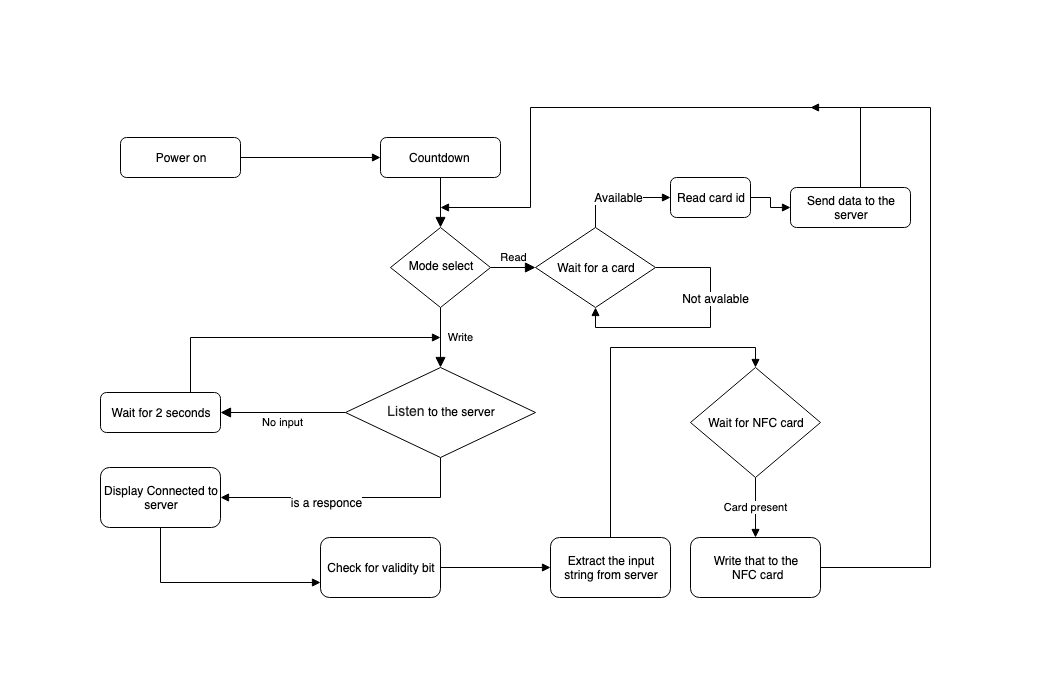 Power on
Countdown
Available
Read card id
Send data to the
server
Mode select
Read
Wait for a card
Not avalable
Write
Wait for 2 seconds
No input
Listen to the server
Wait for NFC card
Display Connected to
server
is a responce
Card present
Check for validity bit
Extract the input
string from server
Write that to the
NFC card